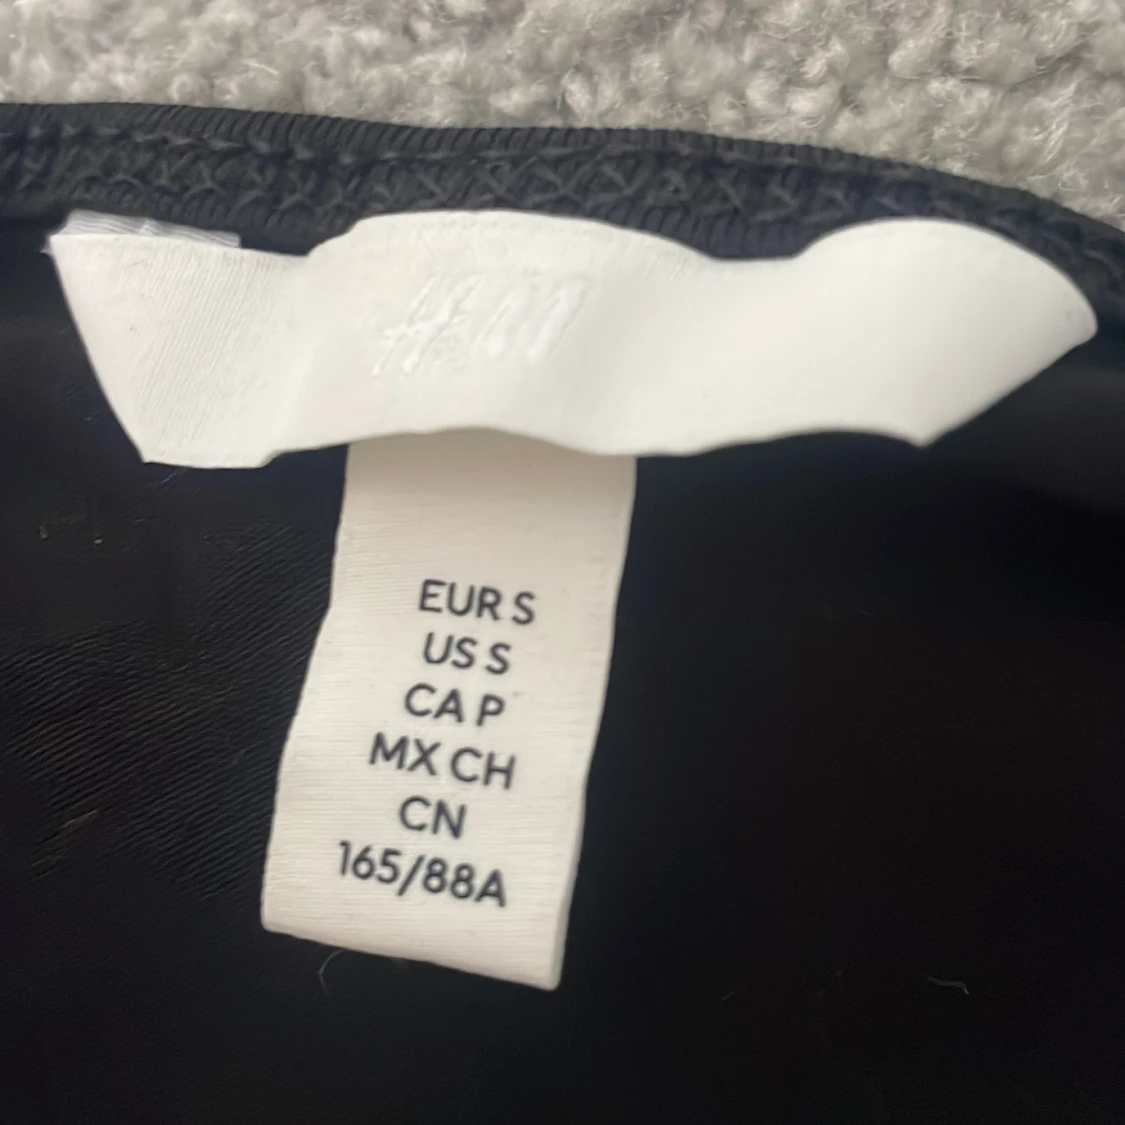 H&M
EUR S
US S
CA P
MX CH
CN
165/88A